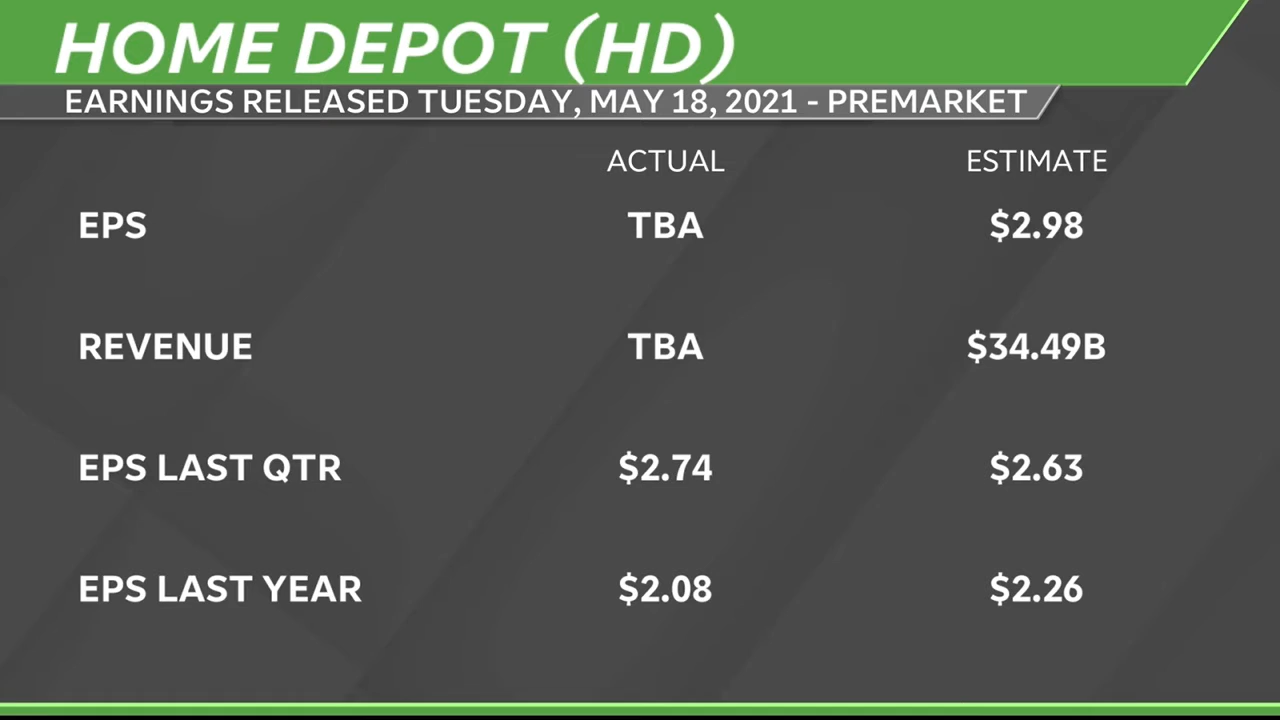 HOME DEPOT (HD)
EARNINGS RELEASED TUESDAY, MAY 18, 2021 - PREMARKET
ACTUAL ESTIMATE
EPS TBA $2.98
REVENUE TBA $34.49B
EPS LAST QTR $2.74 $2.63
EPS LAST YEAR $2.08 $2.26